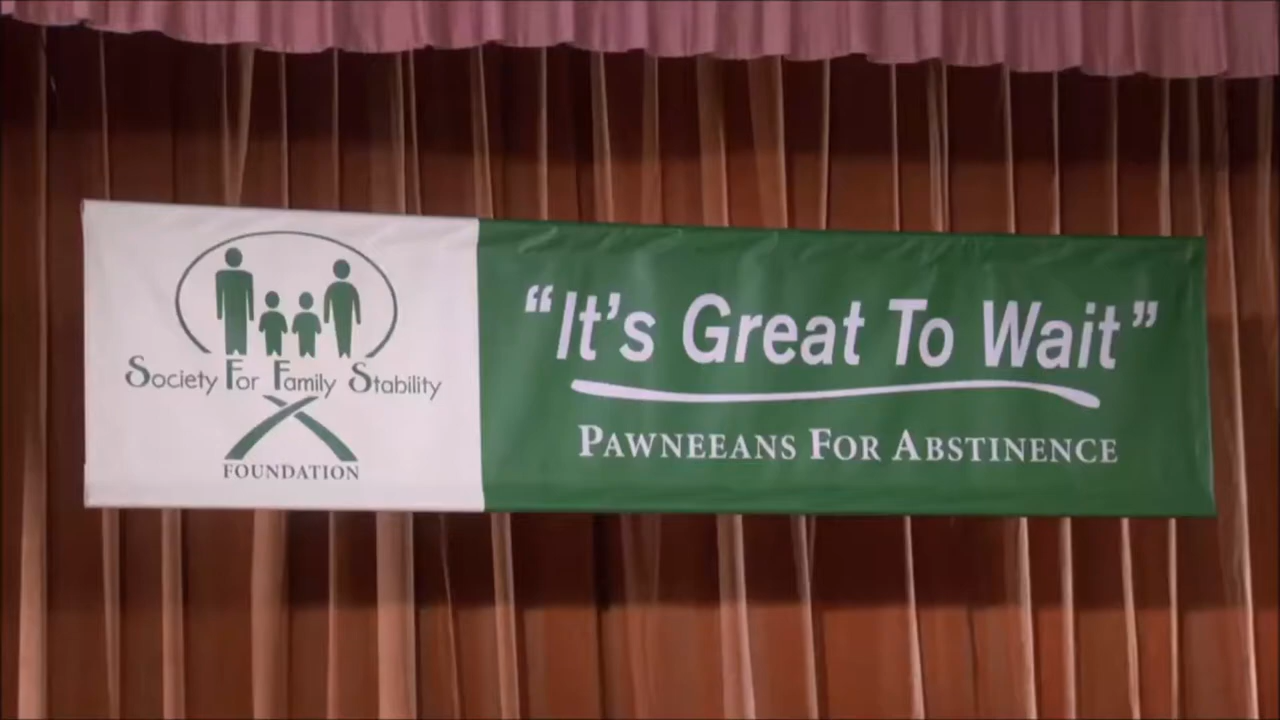 Society For Family Stability
FOUNDATION
"It's Great To Wait"
PAWNEEANS FOR ABSTINENCE